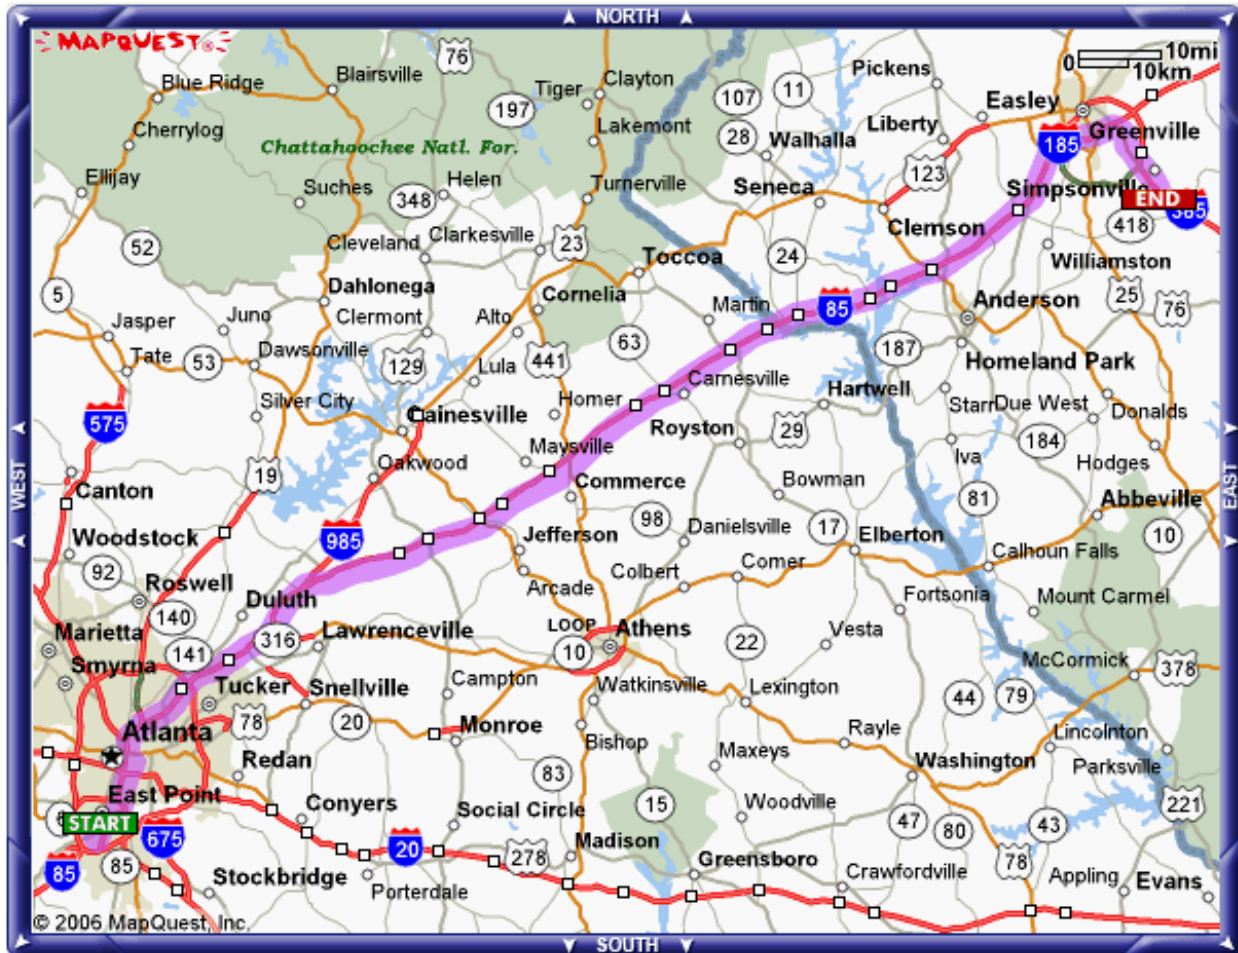 NORTH
MAPQUEST
10mi
0
10km
76
Blairsville
Clayton
Pickens
Blue Ridge
Tiger
197
107
11
Easley
Cherrylog
Lakemont
28
Walhalla
Liberty
185
Greenville
Chattahoochee Natl. For.
Ellijay
Suches
Helen
Turnerville
Seneca
123
Simpsonville
END
385
348
52
Cleveland
Clarkesville
23
Clemson
418
Toccoa
24
Williamston
5
Dahlonega
Cornelia
Martin
85
Anderson
25
76
Jasper
Juno
Clermont
Alto
63
187
Tate
53
Dawsonville
129
441
Homeland Park
Lula
Carnesville
Hartwell
575
Silver City
Gainesville
Homer
Starr
Due West
Donalds
Royston
29
184
WEST
19
Oakwood
Maysville
Iva
Hodges
EAST
Canton
Commerce
Bowman
81
Abbeville
Woodstock
985
Jefferson
98
Danielsville
17
Elberton
10
92
Roswell
Arcade
Colbert
Comer
Calhoun Falls
140
Duluth
Fortsonia
Mount Carmel
Marietta
316
Lawrenceville
LOOP
10
Athens
141
22
Vesta
Smyrna
McCormick
378
Tucker
Snellville
Campton
Watkinsville
Lexington
44
79
78
20
Monroe
Atlanta
Bishop
Rayle
Lincolnton
Redan
Maxeys
Washington
Parksville
83
East Point
Conyers
Social Circle
15
Woodville
221
START
675
47
80
43
20
278
Madison
85
85
Stockbridge
Porterdale
Greensboro
Crawfordville
78
Appling
Evans
© 2006 MapQuest, Inc.
SOUTH